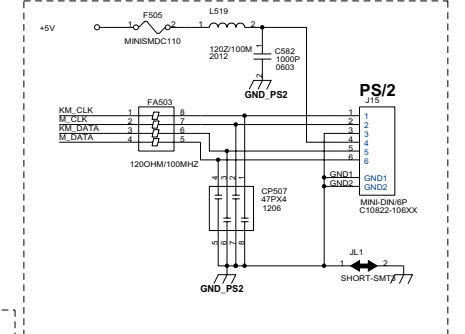 F505
L519
+5V
1
2
1
2
MINISMDC110
120Z/100M
2012
1
C582
1000P
0603
2
GND_PS2
PS/2
J15
FA503
KM_CLK 1 8 1 1
M_CLK 2 7 2 2
KM_DATA 3 6 3 3
M_DATA 4 5 4 4
5 5
6 6
120OHM/100MHZ
GND1 GND1
GND2 GND2
MINI-DIN/6P
C10822-106XX
4 3 2 1
CP507
47PX4
1206
5 6 7 8
GND_PS2
JL1
1 2